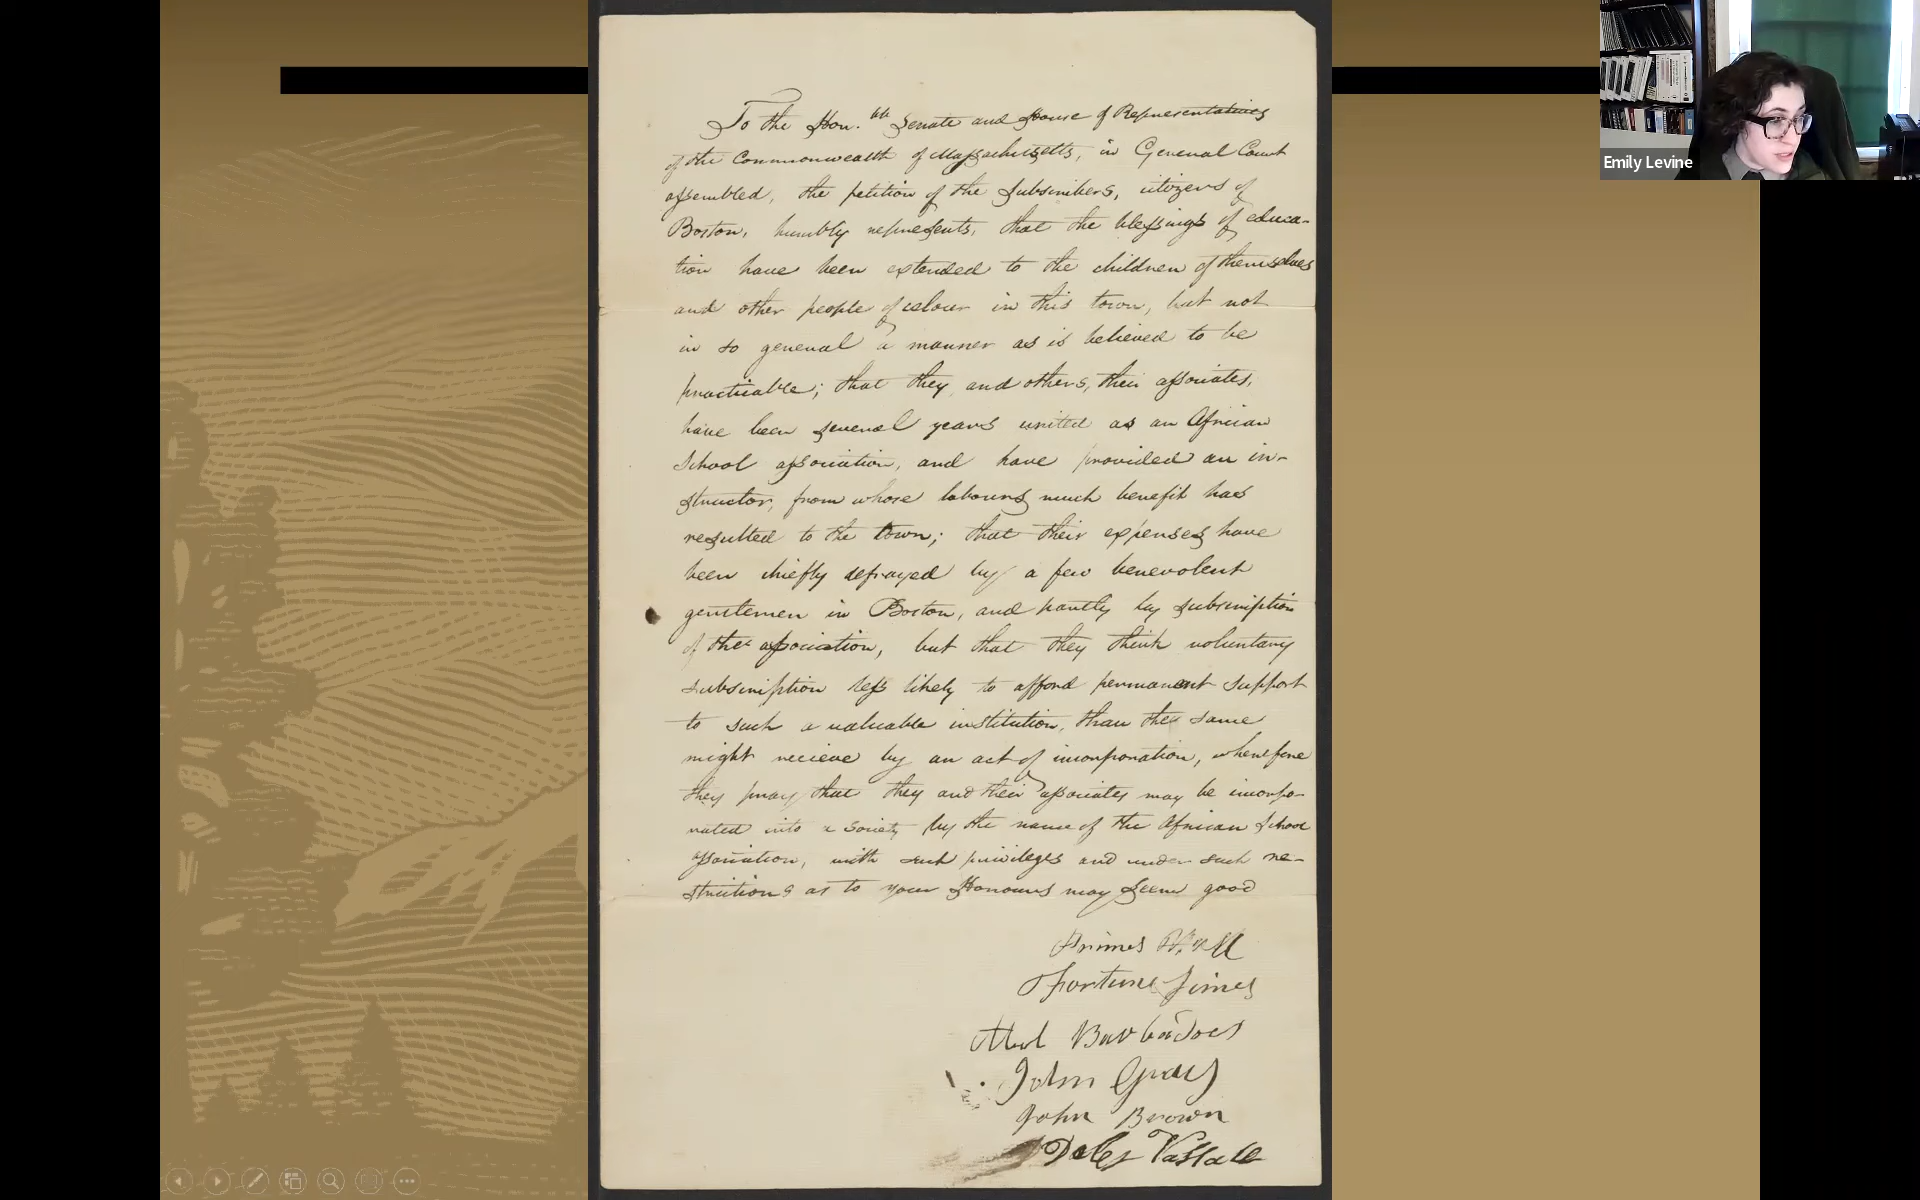 To the Hon.ble Senate and House of Representatives
of the Commonwealth of Massachusetts, in General Court
assembled, the petition of the Subscribers, citizens of
Boston, humbly represents, that the blessings of educa-
tion have been extended to the children of themselves
and other people of colour in this town, but not
in so general a manner as is believed to be
practicable; that they and others, their associates,
have been several years united as an African
School association, and have provided an in-
structor, from whose labours much benefit has
resulted to the town; that their expenses have
been chiefly defrayed by a few benevolent
gentlemen in Boston, and partly by subscription
of the association, but that they think voluntary
subscription less likely to afford permanent support
to such a valuable institution, than the same
might recieve by an act of incorporation, wherefore
they pray that they and their associates may be incorpo-
rated into a society by the name of the African School
association, with such privileges and under such re-
strictions as to your Honours may seem good
Primes Hall
Fortune Simes
Abel Barbadoes
John Gray
John Brown
Vassall
Emily Levine